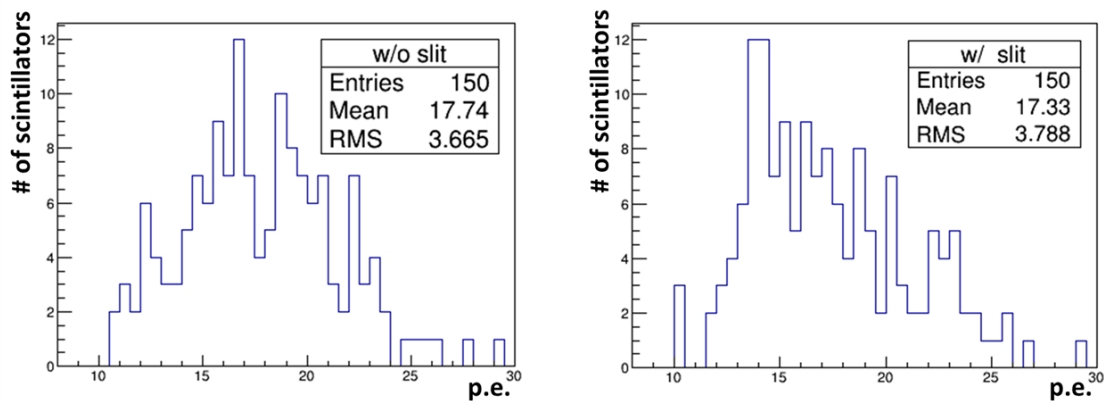 # of scintillators
12
10
8
6
4
2
0
10
15
20
25
30
p.e.
w/o slit
Entries 150
Mean 17.74
RMS 3.665
# of scintillators
12
10
8
6
4
2
0
10
15
20
25
30
p.e.
w/ slit
Entries 150
Mean 17.33
RMS 3.788